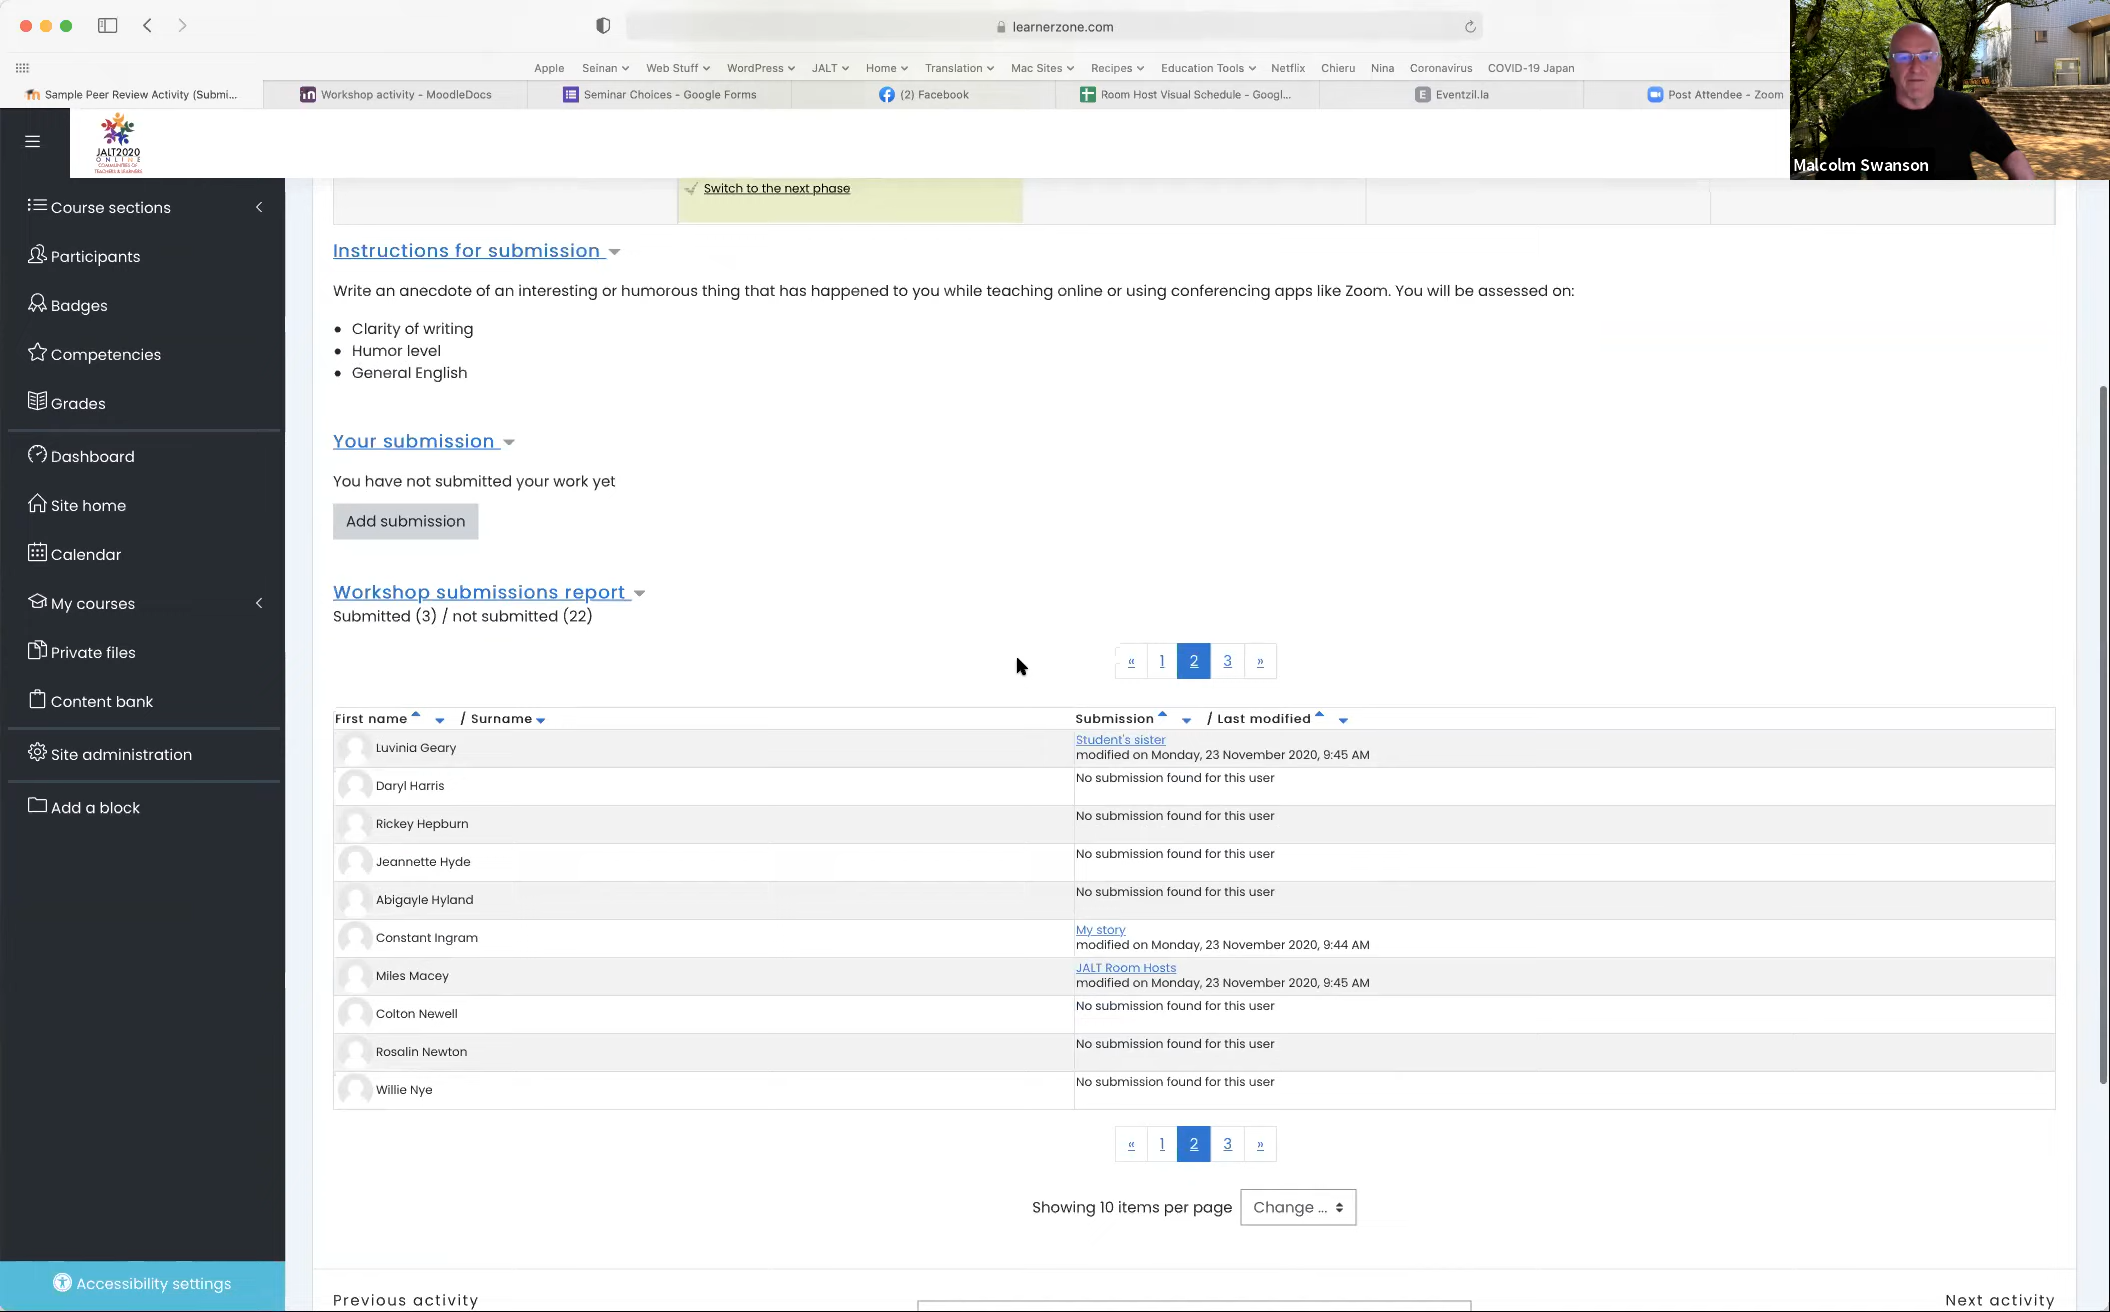 learnerzone.com
Apple Seinan Web Stuff WordPress JALT Home Translation Mac Sites Recipes Education Tools Netflix Chieru Nina Coronavirus COVID-19 Japan
Sample Peer Review Activity (Submi... Workshop activity - MoodleDocs Seminar Choices - Google Forms (2) Facebook Room Host Visual Schedule - Googl... Eventzil.la Post Attendee - Zoom
Malcolm Swanson
JALT2020
ONLINE
COMMUNITIES OF
TEACHERS & LEARNERS
Course sections
Participants
Badges
Competencies
Grades
Dashboard
Site home
Calendar
My courses
Private files
Content bank
Site administration
Add a block
Accessibility settings
Switch to the next phase
Instructions for submission
Write an anecdote of an interesting or humorous thing that has happened to you while teaching online or using conferencing apps like Zoom. You will be assessed on:
• Clarity of writing
• Humor level
• General English
Your submission
You have not submitted your work yet
Add submission
Workshop submissions report
Submitted (3) / not submitted (22)
« 1 2 3 »
First name / Surname Submission / Last modified
Luvinia Geary Student's sister
modified on Monday, 23 November 2020, 9:45 AM
Daryl Harris No submission found for this user
Rickey Hepburn No submission found for this user
Jeannette Hyde No submission found for this user
Abigayle Hyland No submission found for this user
Constant Ingram My story
modified on Monday, 23 November 2020, 9:44 AM
Miles Macey JALT Room Hosts
modified on Monday, 23 November 2020, 9:45 AM
Colton Newell No submission found for this user
Rosalin Newton No submission found for this user
Willie Nye No submission found for this user
« 1 2 3 »
Showing 10 items per page Change ...
Previous activity Next activity